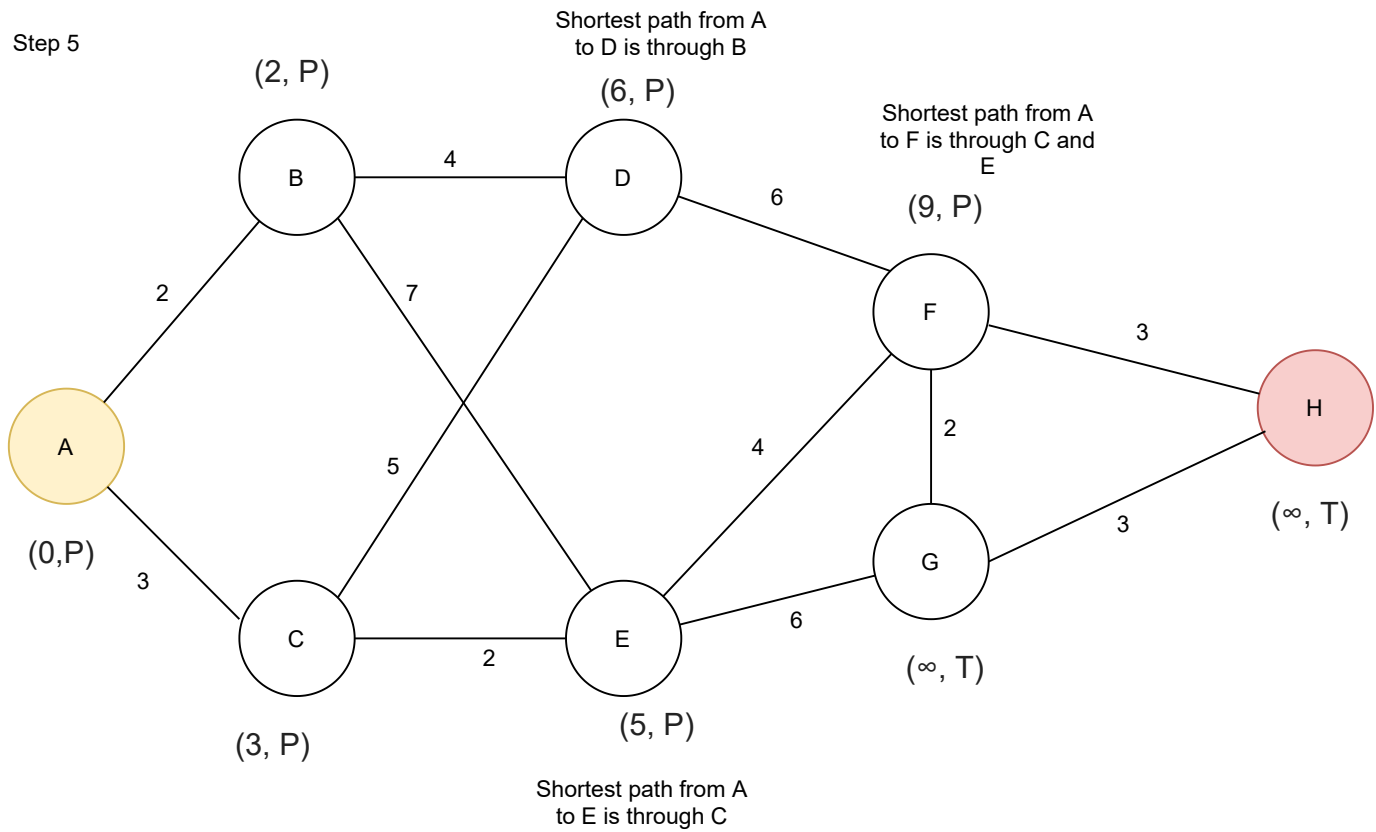 Step 5
Shortest path from A
to D is through B
(2, P)
(6, P)
Shortest path from A
to F is through C and
E
(9, P)
B
4
D
6
2
7
F
3
A
5
4
2
H
(0,P)
3
G
3
(∞, T)
C
2
E
6
(∞, T)
(3, P)
(5, P)
Shortest path from A
to E is through C